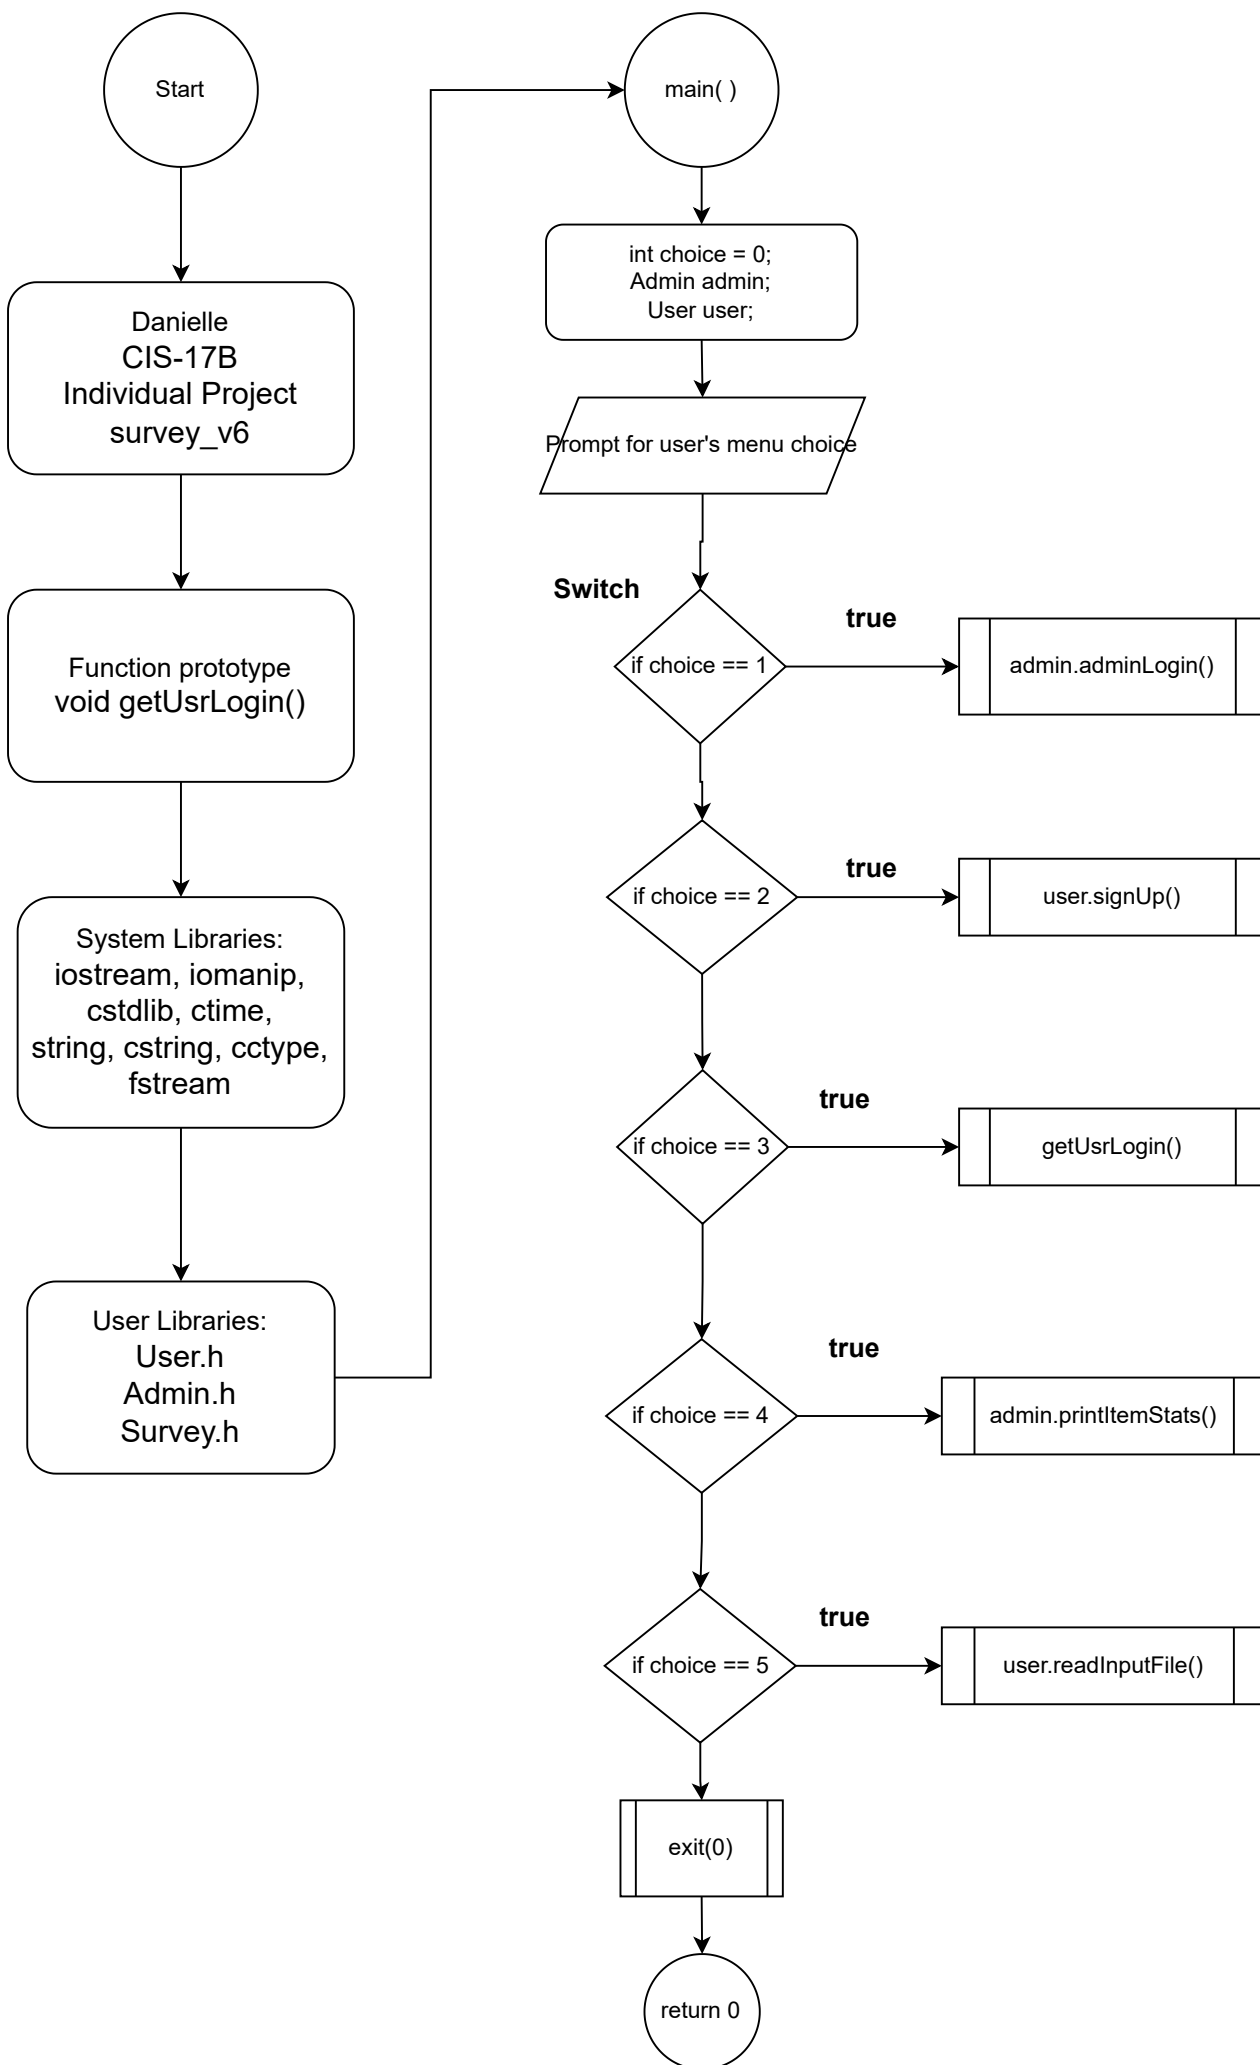 Start
Danielle
CIS-17B
Individual Project
survey_v6
Function prototype
void getUsrLogin()
System Libraries:
iostream, iomanip,
cstdlib, ctime,
string, cstring, cctype,
fstream
User Libraries:
User.h
Admin.h
Survey.h
main( )
int choice = 0;
Admin admin;
User user;
Prompt for user's menu choice
Switch
if choice == 1
true
admin.adminLogin()
if choice == 2
true
user.signUp()
if choice == 3
true
getUsrLogin()
if choice == 4
true
admin.printItemStats()
if choice == 5
true
user.readInputFile()
exit(0)
return 0